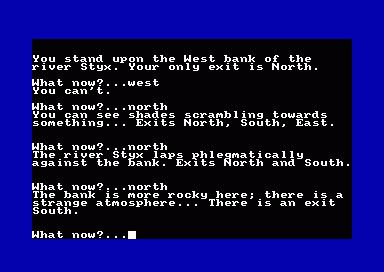 You stand upon the West bank of the
river Styx. Your only exit is North.
What now?...west
You can't.
What now?...north
You can see shades scrambling towards
something... Exits North, South, East.
What now?...north
The river Styx laps phlegmatically
against the bank. Exits North and South.
What now?...north
The bank is more rocky here; there is a
strange atmosphere... There is an exit
South.
What now?...